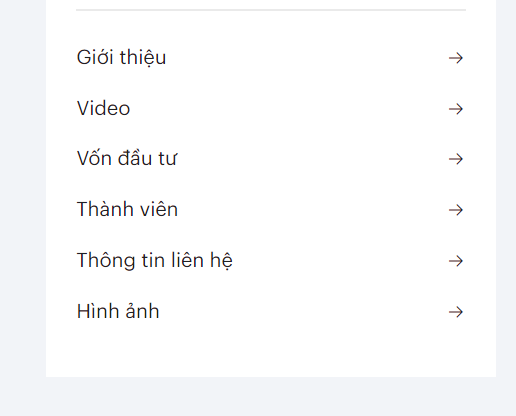 Giới thiệu →
Video →
Vốn đầu tư →
Thành viên →
Thông tin liên hệ →
Hình ảnh →